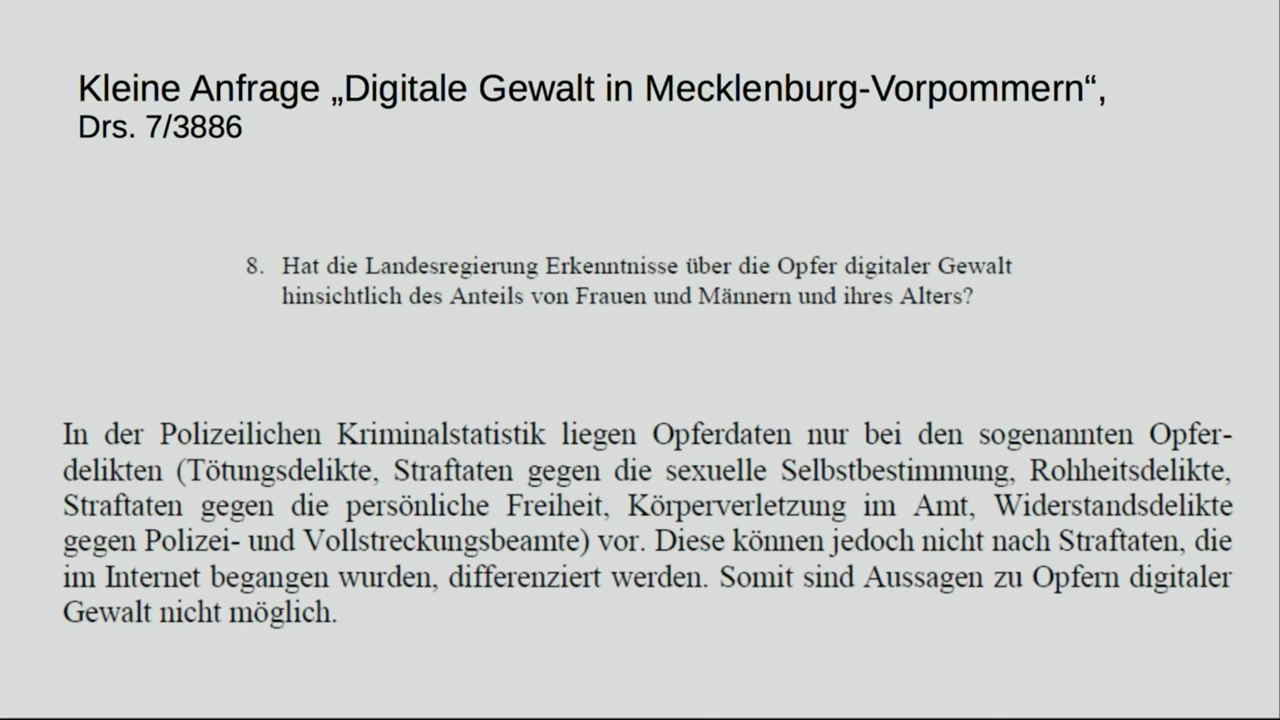 Kleine Anfrage „Digitale Gewalt in Mecklenburg-Vorpommern“,
Drs. 7/3886
8. Hat die Landesregierung Erkenntnisse über die Opfer digitaler Gewalt
hinsichtlich des Anteils von Frauen und Männern und ihres Alters?
In der Polizeilichen Kriminalstatistik liegen Opferdaten nur bei den sogenannten Opfer-
delikten (Tötungsdelikte, Straftaten gegen die sexuelle Selbstbestimmung, Rohheitsdelikte,
Straftaten gegen die persönliche Freiheit, Körperverletzung im Amt, Widerstandsdelikte
gegen Polizei- und Vollstreckungsbeamte) vor. Diese können jedoch nicht nach Straftaten, die
im Internet begangen wurden, differenziert werden. Somit sind Aussagen zu Opfern digitaler
Gewalt nicht möglich.